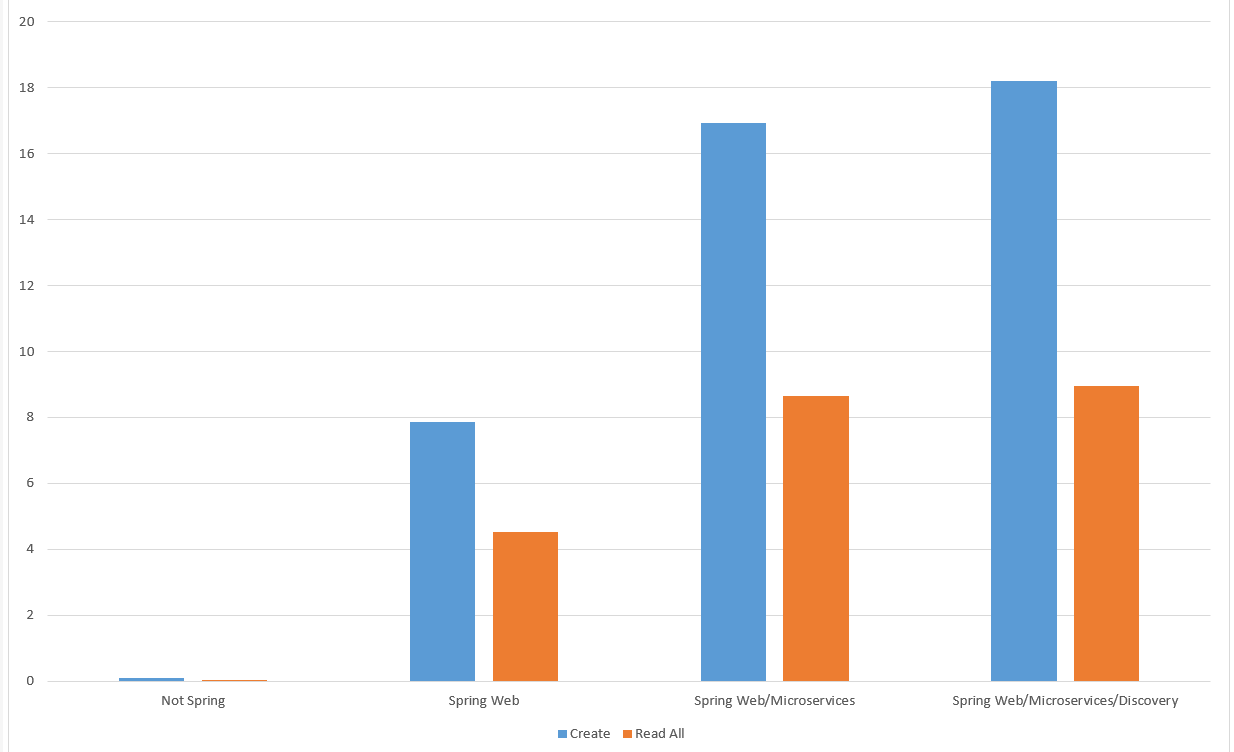 20
18
16
14
12
10
8
6
4
2
0
Not Spring
Spring Web
Spring Web/Microservices
Spring Web/Microservices/Discovery
Create
Read All